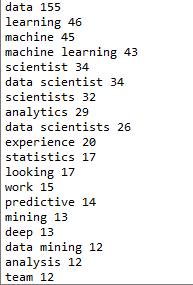 data 155
learning 46
machine 45
machine learning 43
scientist 34
data scientist 34
scientists 32
analytics 29
data scientists 26
experience 20
statistics 17
looking 17
work 15
predictive 14
mining 13
deep 13
data mining 12
analysis 12
team 12